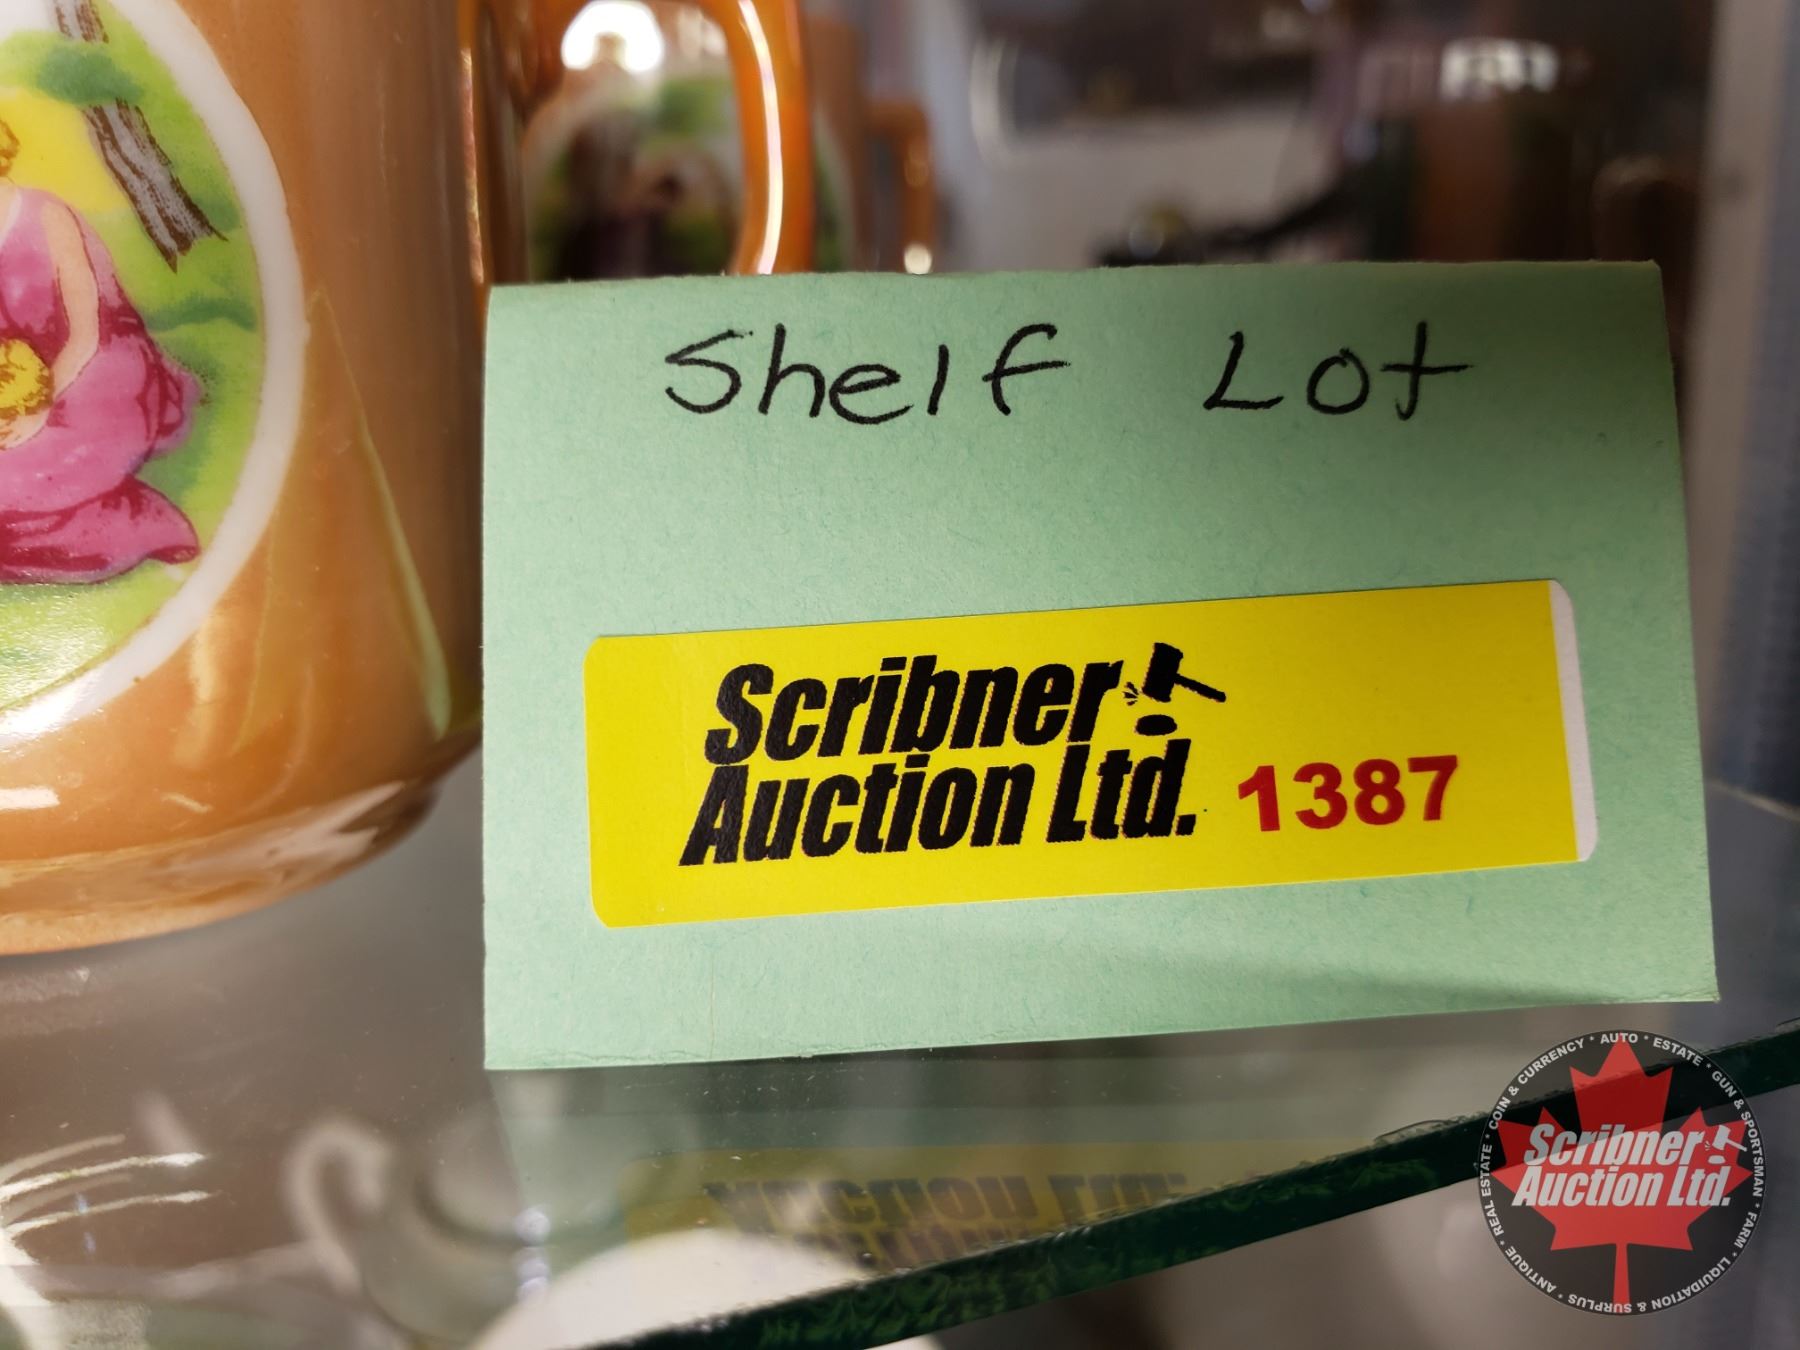 Shelf Lot
Scribner
Auction Ltd. 1387
COIN & CURRENCY * AUTO * ESTATE * GUN & SPORTSMAN * FARM * LIQUIDATION & SURPLUS * ANTIQUE * REAL ESTATE *
Scribner
Auction Ltd.